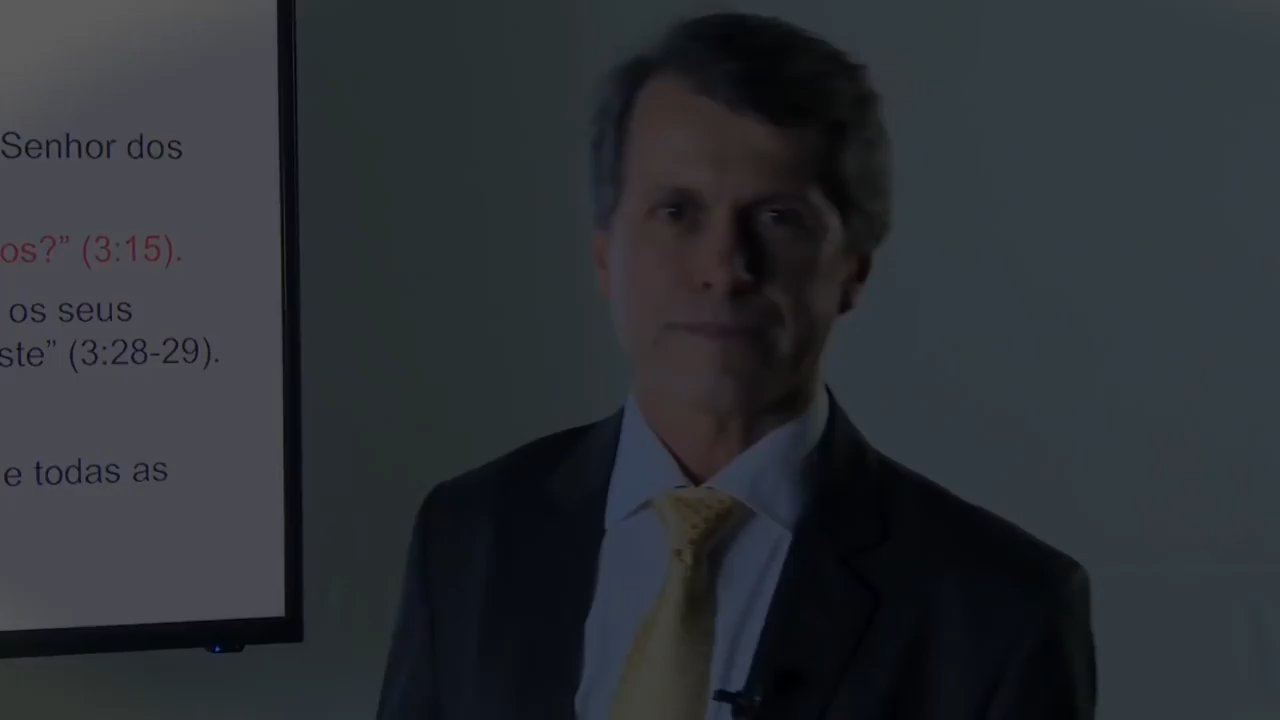 Senhor dos
os?” (3:15).
os seus
ste” (3:28-29).
e todas as